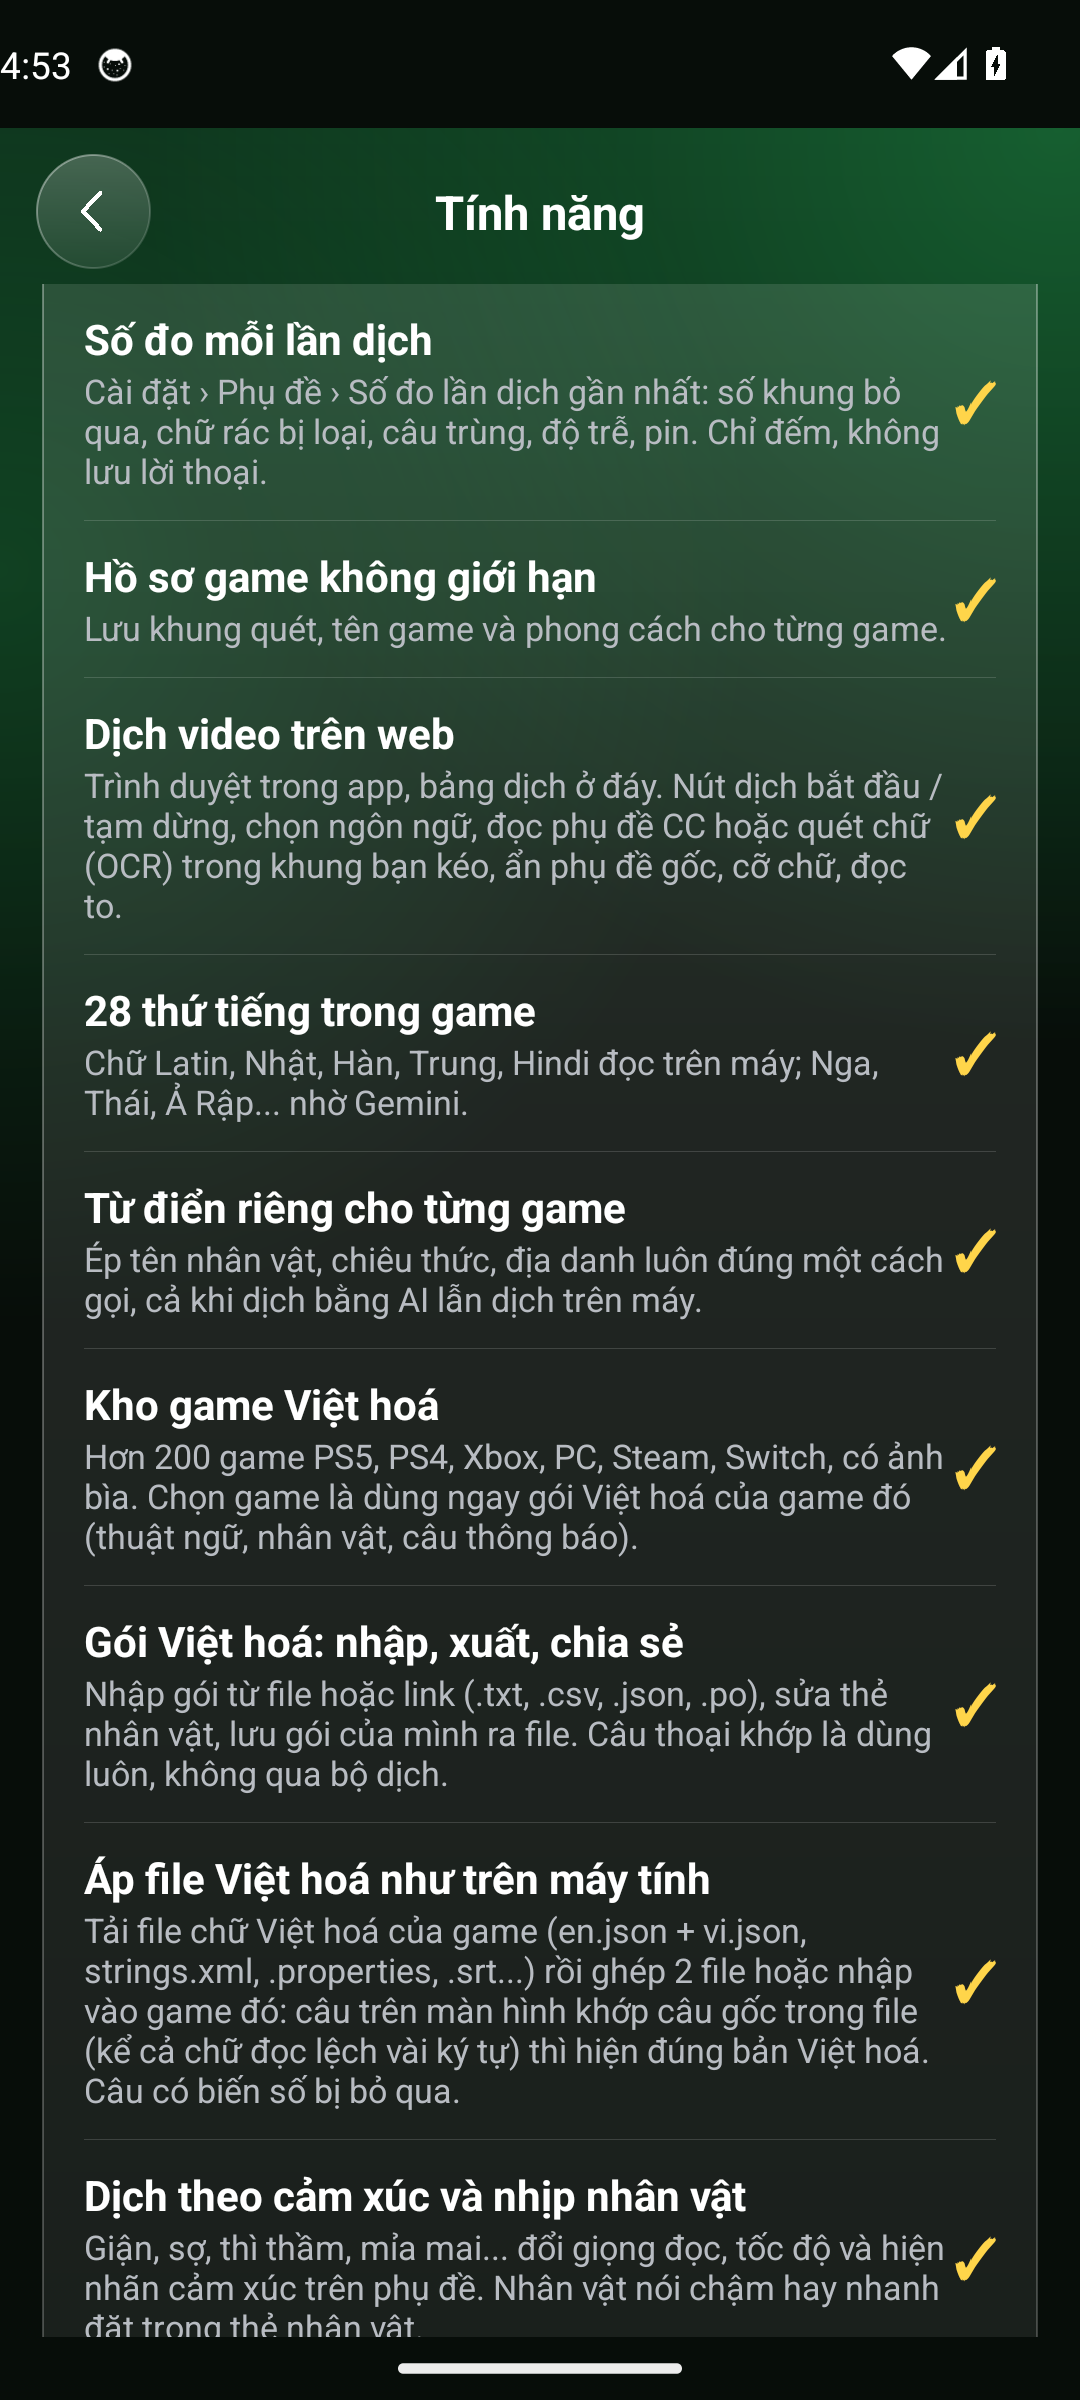 4:53
Tính năng
Số đo mỗi lần dịch
Cài đặt › Phụ đề › Số đo lần dịch gần nhất: số khung bỏ
qua, chữ rác bị loại, câu trùng, độ trễ, pin. Chỉ đếm, không
lưu lời thoại.
✓
Hồ sơ game không giới hạn
Lưu khung quét, tên game và phong cách cho từng game.
✓
Dịch video trên web
Trình duyệt trong app, bảng dịch ở đáy. Nút dịch bắt đầu /
tạm dừng, chọn ngôn ngữ, đọc phụ đề CC hoặc quét chữ
(OCR) trong khung bạn kéo, ẩn phụ đề gốc, cỡ chữ, đọc
to.
✓
28 thứ tiếng trong game
Chữ Latin, Nhật, Hàn, Trung, Hindi đọc trên máy; Nga,
Thái, Ả Rập... nhờ Gemini.
✓
Từ điển riêng cho từng game
Ép tên nhân vật, chiêu thức, địa danh luôn đúng một cách
gọi, cả khi dịch bằng AI lẫn dịch trên máy.
✓
Kho game Việt hoá
Hơn 200 game PS5, PS4, Xbox, PC, Steam, Switch, có ảnh
bìa. Chọn game là dùng ngay gói Việt hoá của game đó
(thuật ngữ, nhân vật, câu thông báo).
✓
Gói Việt hoá: nhập, xuất, chia sẻ
Nhập gói từ file hoặc link (.txt, .csv, .json, .po), sửa thẻ
nhân vật, lưu gói của mình ra file. Câu thoại khớp là dùng
luôn, không qua bộ dịch.
✓
Áp file Việt hoá như trên máy tính
Tải file chữ Việt hoá của game (en.json + vi.json,
strings.xml, .properties, .srt...) rồi ghép 2 file hoặc nhập
vào game đó: câu trên màn hình khớp câu gốc trong file
(kể cả chữ đọc lệch vài ký tự) thì hiện đúng bản Việt hoá.
Câu có biến số bị bỏ qua.
✓
Dịch theo cảm xúc và nhịp nhân vật
Giận, sợ, thì thầm, mỉa mai... đổi giọng đọc, tốc độ và hiện
nhãn cảm xúc trên phụ đề. Nhân vật nói chậm hay nhanh
đặt trong thẻ nhân vật.
✓